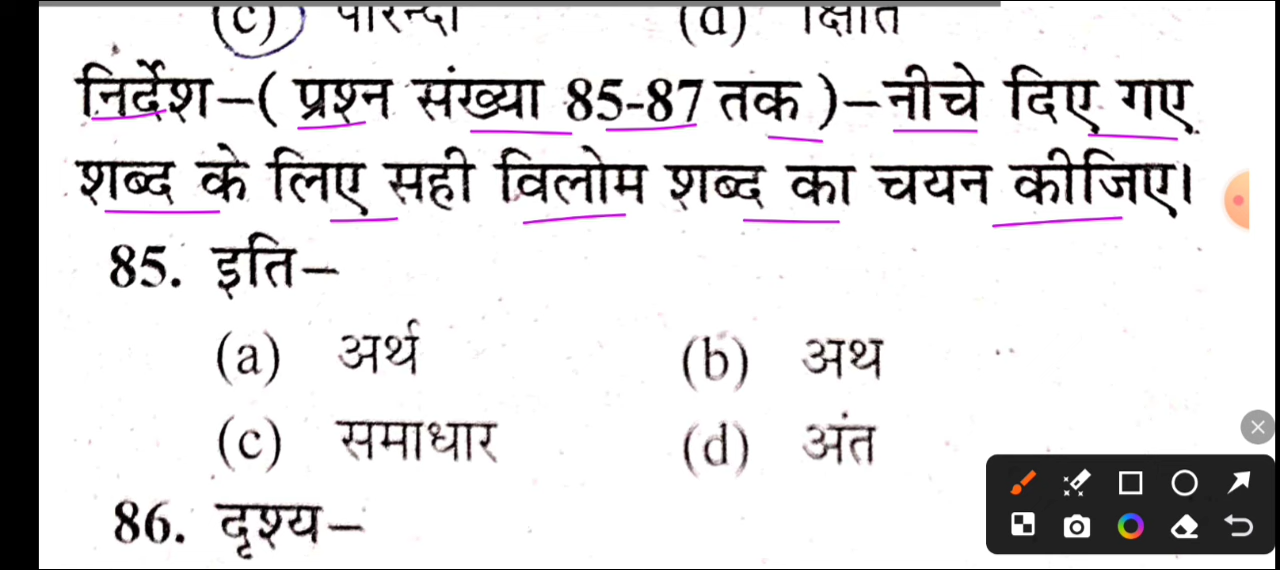 (c) (d)
निर्देश–( प्रश्न संख्या 85-87 तक )–नीचे दिए गए
शब्द के लिए सही विलोम शब्द का चयन कीजिए।
85. इति–
(a) अर्थ (b) अथ
(c) समाधार (d) अंत
86. दृश्य–